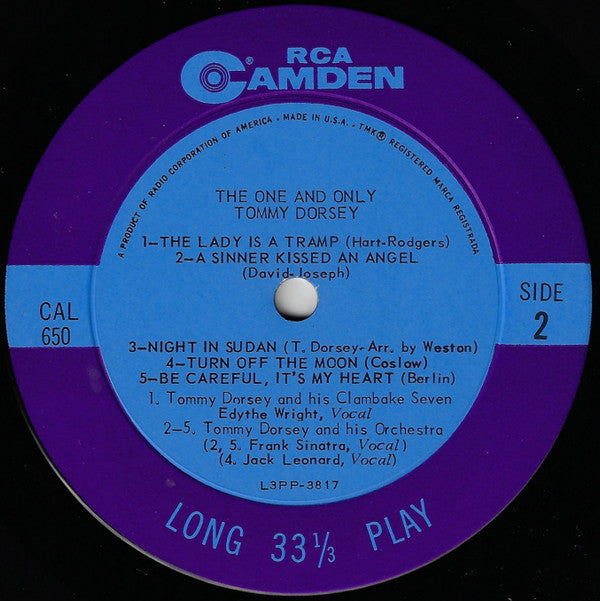 RCA
CAMDEN®
A PRODUCT OF RADIO CORPORATION OF AMERICA • MADE IN U.S.A. • TMK® REGISTERED MARCA REGISTRADA
THE ONE AND ONLY
TOMMY DORSEY
1—THE LADY IS A TRAMP (Hart-Rodgers)
2—A SINNER KISSED AN ANGEL
(David-Joseph)
CAL
650
SIDE
2
3—NIGHT IN SUDAN (T. Dorsey-Arr. by Weston)
4—TURN OFF THE MOON (Coslow)
5—BE CAREFUL, IT'S MY HEART (Berlin)
1. Tommy Dorsey and his Clambake Seven
Edythe Wright, Vocal
2-5. Tommy Dorsey and his Orchestra
(2, 5. Frank Sinatra, Vocal)
(4. Jack Leonard, Vocal)
L3PP-3817
LONG 33⅓ PLAY